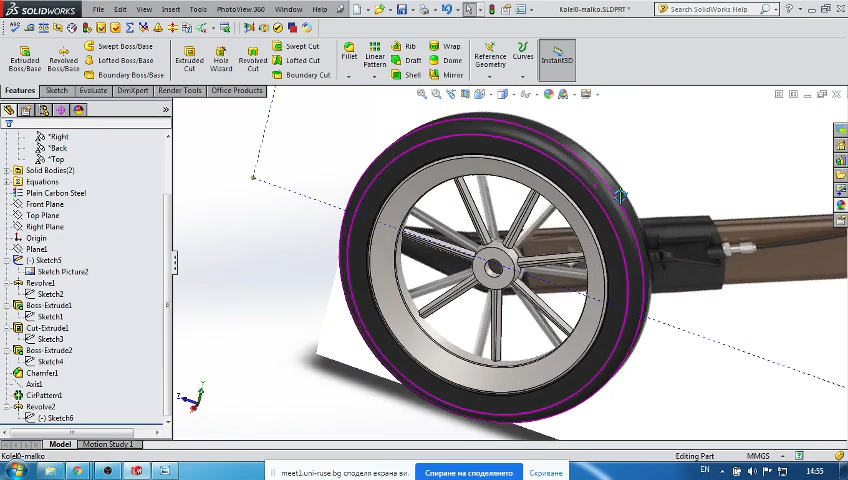 SOLIDWORKS
File Edit View Insert Tools PhotoView 360 Window Help
Kolel0-malko.SLDPRT *
Search SolidWorks Help
Extruded Boss/Base
Revolved Boss/Base
Swept Boss/Base
Lofted Boss/Base
Boundary Boss/Base
Extruded Cut
Hole Wizard
Revolved Cut
Swept Cut
Lofted Cut
Boundary Cut
Fillet
Linear Pattern
Rib
Draft
Shell
Wrap
Dome
Mirror
Reference Geometry
Curves
Instant3D
Features Sketch Evaluate DimXpert Render Tools Office Products
*Right
*Back
*Top
Solid Bodies(2)
Equations
Plain Carbon Steel
Front Plane
Top Plane
Right Plane
Origin
Plane1
(-) Sketch5
Sketch Picture2
Revolve1
Sketch2
Boss-Extrude1
Sketch1
Cut-Extrude1
Sketch3
Boss-Extrude2
Sketch4
Chamfer1
Axis1
CirPattern1
Revolve2
(-) Sketch6
Y
Z
Model Motion Study 1
Kolel0-malko
Editing Part
MMGS
meet1.uni-ruse.bg споделя екрана ви.
Спиране на споделянето
Скриване
EN
14:55